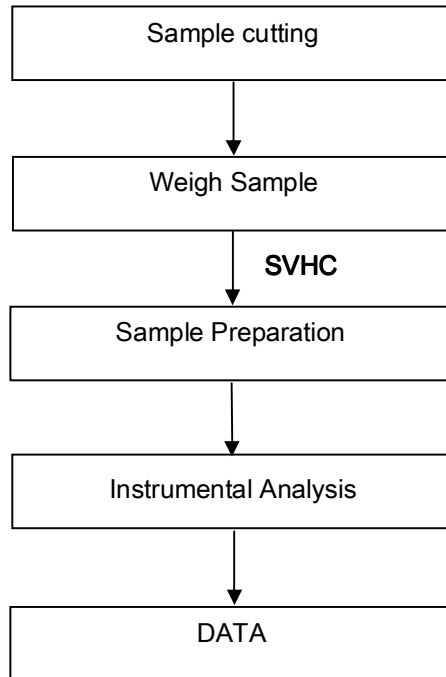 Sample cutting
Weigh Sample
SVHC
Sample Preparation
Instrumental Analysis
DATA